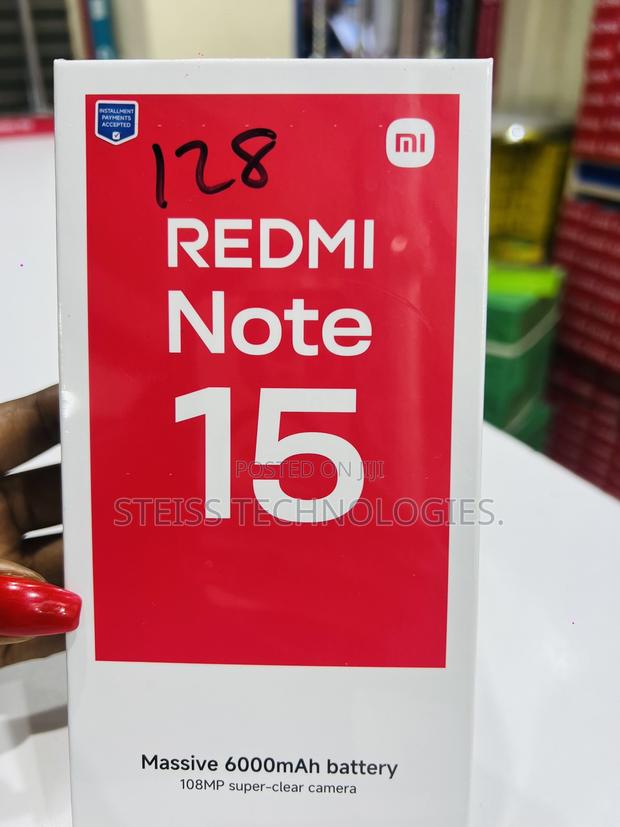 INSTALLMENT
PAYMENTS
ACCEPTED
mi
128
REDMI
Note
15
POSTED ON JIJI
STEISS TECHNOLOGIES.
Massive 6000mAh battery
108MP super-clear camera